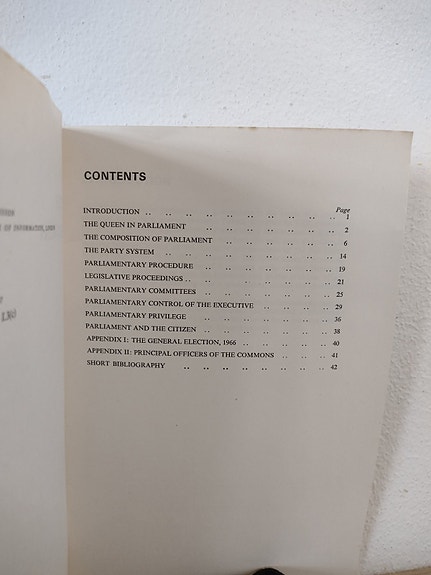 OF INFORMATION, AND
CONTENTS
Page
INTRODUCTION .. .. .. .. .. .. .. .. .. .. 1
THE QUEEN IN PARLIAMENT .. .. .. .. .. .. .. 2
THE COMPOSITION OF PARLIAMENT .. .. .. .. .. .. 6
THE PARTY SYSTEM .. .. .. .. .. .. .. .. .. 14
PARLIAMENTARY PROCEDURE .. .. .. .. .. .. .. 19
LEGISLATIVE PROCEEDINGS .. .. .. .. .. .. .. .. 21
PARLIAMENTARY COMMITTEES .. .. .. .. .. .. .. 25
PARLIAMENTARY CONTROL OF THE EXECUTIVE .. .. .. .. 29
PARLIAMENTARY PRIVILEGE .. .. .. .. .. .. .. 36
PARLIAMENT AND THE CITIZEN .. .. .. .. .. .. .. 38
APPENDIX I: THE GENERAL ELECTION, 1966 .. .. .. .. .. 40
APPENDIX II: PRINCIPAL OFFICERS OF THE COMMONS .. .. .. 41
SHORT BIBLIOGRAPHY .. .. .. .. .. .. .. .. 42